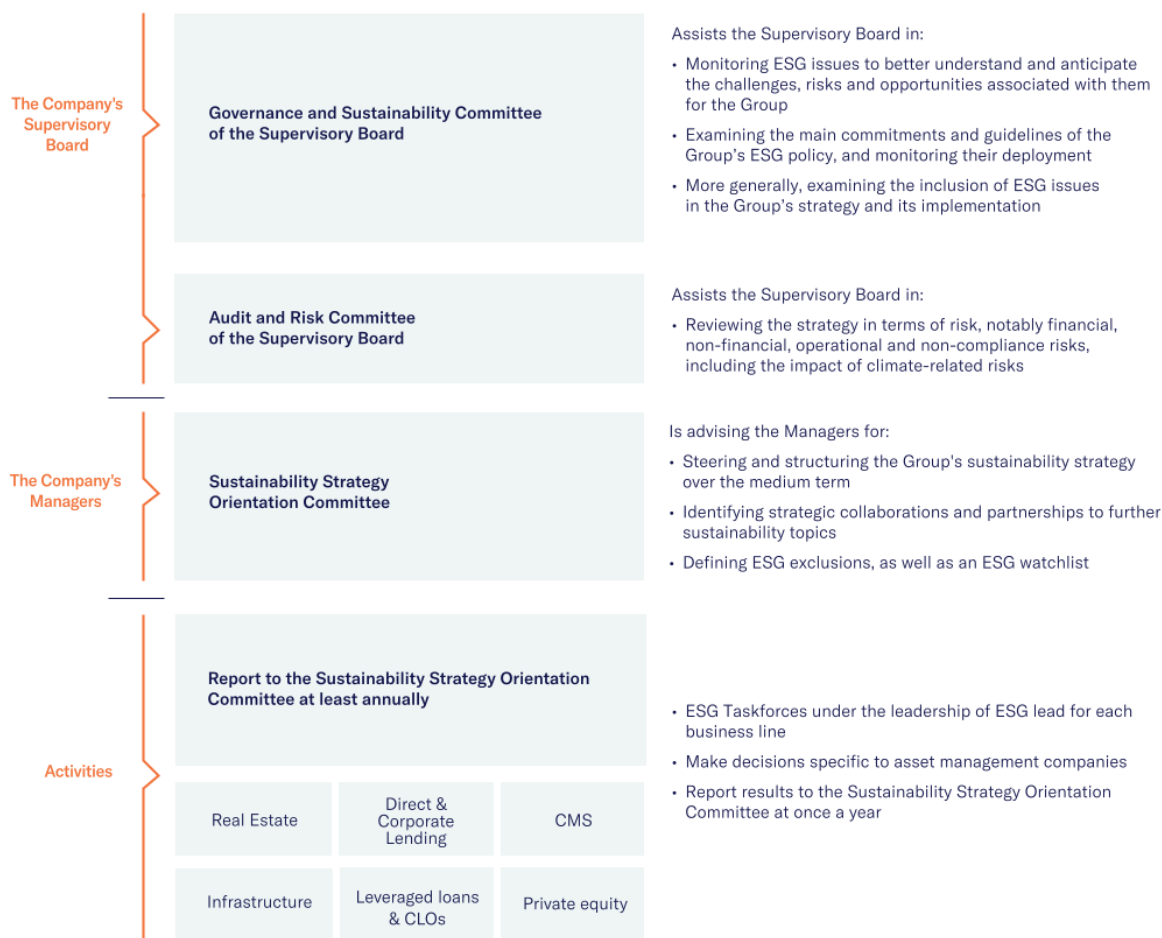 The Company's
Supervisory
Board
Governance and Sustainability Committee
of the Supervisory Board
Assists the Supervisory Board in:
• Monitoring ESG issues to better understand and anticipate
the challenges, risks and opportunities associated with them
for the Group
• Examining the main commitments and guidelines of the
Group's ESG policy, and monitoring their deployment
• More generally, examining the inclusion of ESG issues
in the Group's strategy and its implementation
Audit and Risk Committee
of the Supervisory Board
Assists the Supervisory Board in:
• Reviewing the strategy in terms of risk, notably financial,
non-financial, operational and non-compliance risks,
including the impact of climate-related risks
The Company's
Managers
Sustainability Strategy
Orientation Committee
Is advising the Managers for:
• Steering and structuring the Group's sustainability strategy
over the medium term
• Identifying strategic collaborations and partnerships to further
sustainability topics
• Defining ESG exclusions, as well as an ESG watchlist
Activities
Report to the Sustainability Strategy Orientation
Committee at least annually
Real Estate
Direct &
Corporate
Lending
CMS
Infrastructure
Leveraged loans
& CLOs
Private equity
• ESG Taskforces under the leadership of ESG lead for each
business line
• Make decisions specific to asset management companies
• Report results to the Sustainability Strategy Orientation
Committee at once a year